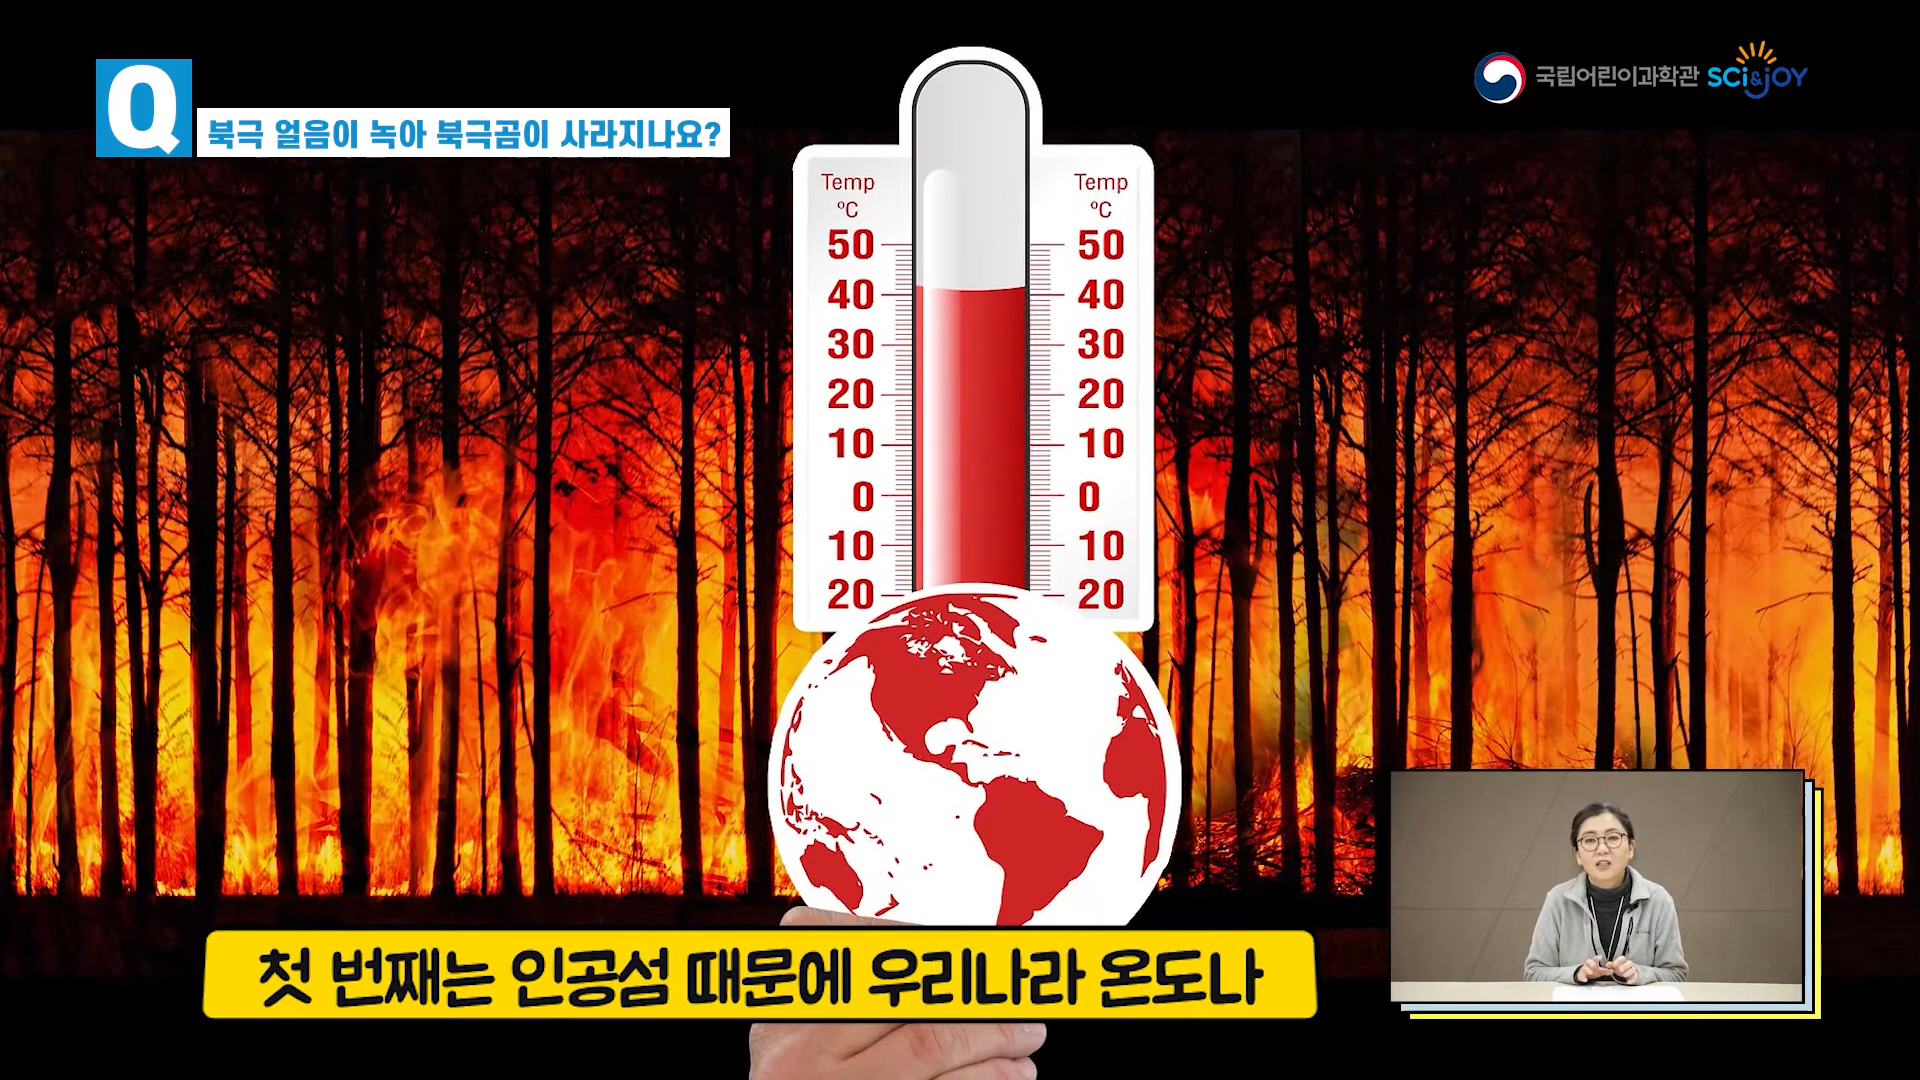 Q
북극 얼음이 녹아 북극곰이 사라지나요?
국립어린이과학관 SCi&jOY
Temp Temp
ºC ºC
50 50
40 40
30 30
20 20
10 10
0 0
10 10
20 20
첫 번째는 인공섬 때문에 우리나라 온도나